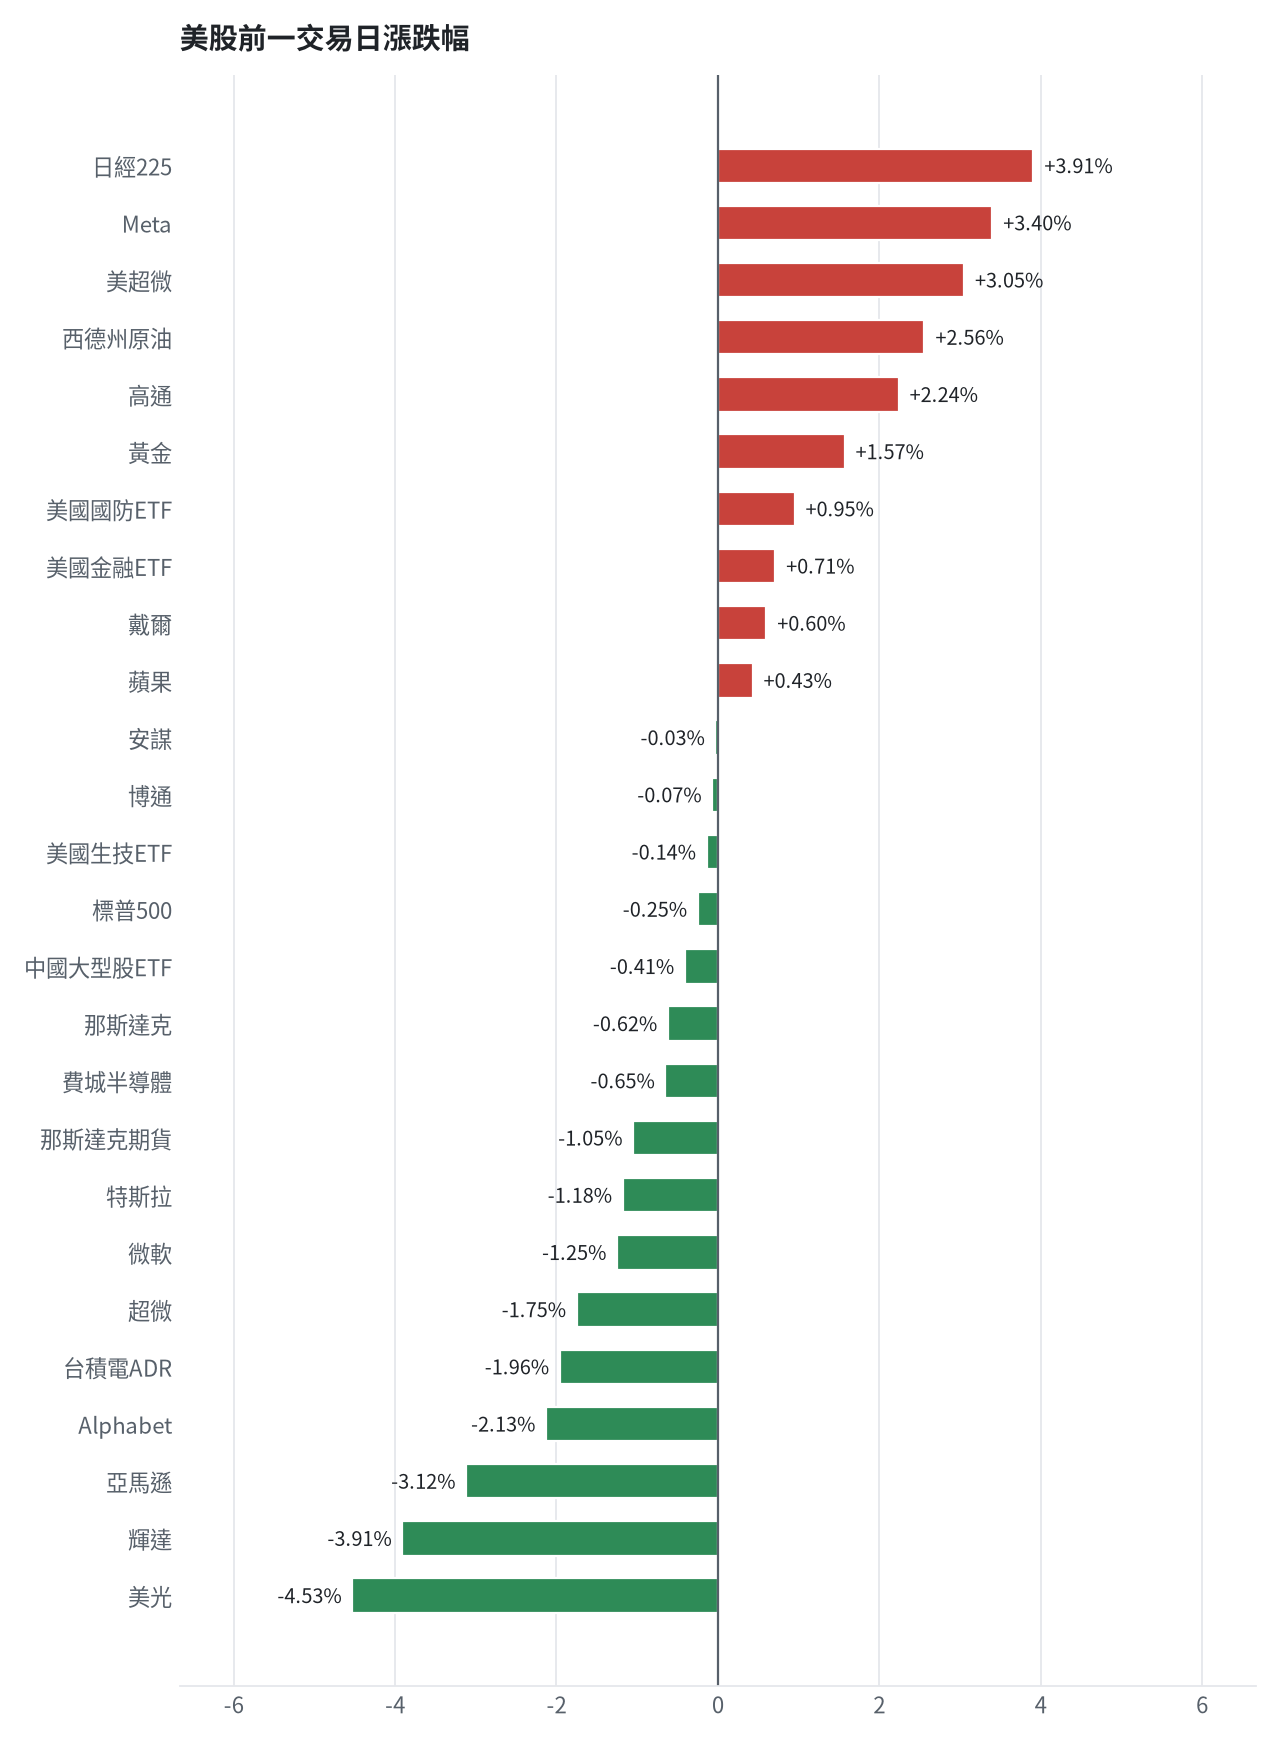 美股前一交易日漲跌幅
日經225 +3.91%
Meta +3.40%
美超微 +3.05%
西德州原油 +2.56%
高通 +2.24%
黃金 +1.57%
美國國防ETF +0.95%
美國金融ETF +0.71%
戴爾 +0.60%
蘋果 +0.43%
安謀 -0.03%
博通 -0.07%
美國生技ETF -0.14%
標普500 -0.25%
中國大型股ETF -0.41%
那斯達克 -0.62%
費城半導體 -0.65%
那斯達克期貨 -1.05%
特斯拉 -1.18%
微軟 -1.25%
超微 -1.75%
台積電ADR -1.96%
Alphabet -2.13%
亞馬遜 -3.12%
輝達 -3.91%
美光 -4.53%
-6 -4 -2 0 2 4 6